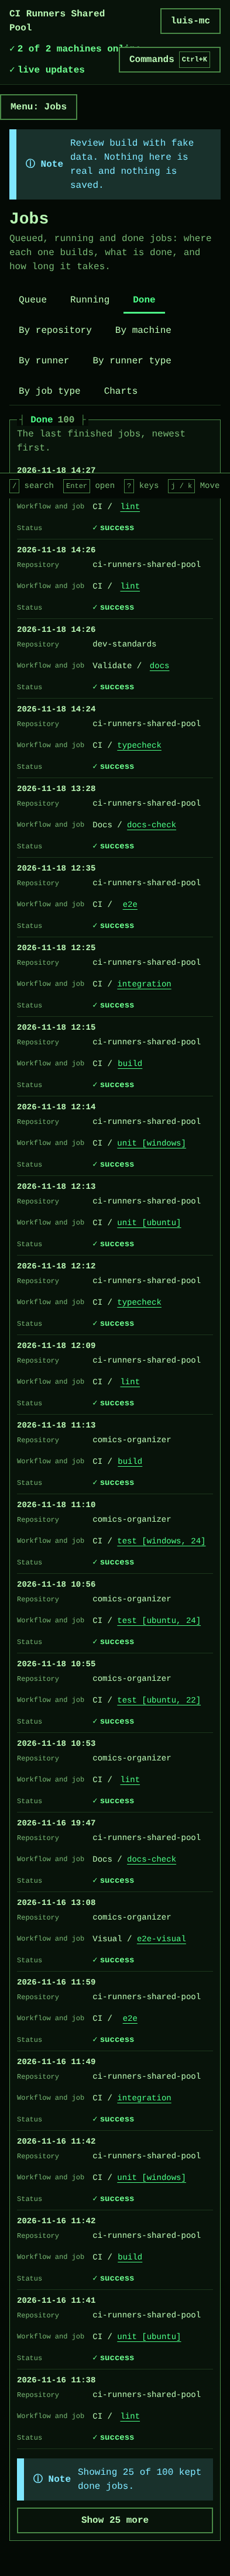 CI Runners Shared
Pool
luis-mc
✓ 2 of 2 machines
Commands Ctrl+K
✓ live updates
Menu: Jobs
ⓘ Note
Review build with fake
data. Nothing here is
real and nothing is
saved.
Jobs
Queued, running and done jobs: where
each one builds, what is done, and
how long it takes.
Queue Running Done
By repository By machine
By runner By runner type
By job type Charts
┤ Done 100 ├
The last finished jobs, newest
first.
2026-11-18 14:27
/ search Enter open ? keys j / k Move
Workflow and job CI / lint
Status ✓ success
2026-11-18 14:26
Repository ci-runners-shared-pool
Workflow and job CI / lint
Status ✓ success
2026-11-18 14:26
Repository dev-standards
Workflow and job Validate / docs
Status ✓ success
2026-11-18 14:24
Repository ci-runners-shared-pool
Workflow and job CI / typecheck
Status ✓ success
2026-11-18 13:28
Repository ci-runners-shared-pool
Workflow and job Docs / docs-check
Status ✓ success
2026-11-18 12:35
Repository ci-runners-shared-pool
Workflow and job CI / e2e
Status ✓ success
2026-11-18 12:25
Repository ci-runners-shared-pool
Workflow and job CI / integration
Status ✓ success
2026-11-18 12:15
Repository ci-runners-shared-pool
Workflow and job CI / build
Status ✓ success
2026-11-18 12:14
Repository ci-runners-shared-pool
Workflow and job CI / unit [windows]
Status ✓ success
2026-11-18 12:13
Repository ci-runners-shared-pool
Workflow and job CI / unit [ubuntu]
Status ✓ success
2026-11-18 12:12
Repository ci-runners-shared-pool
Workflow and job CI / typecheck
Status ✓ success
2026-11-18 12:09
Repository ci-runners-shared-pool
Workflow and job CI / lint
Status ✓ success
2026-11-18 11:13
Repository comics-organizer
Workflow and job CI / build
Status ✓ success
2026-11-18 11:10
Repository comics-organizer
Workflow and job CI / test [windows, 24]
Status ✓ success
2026-11-18 10:56
Repository comics-organizer
Workflow and job CI / test [ubuntu, 24]
Status ✓ success
2026-11-18 10:55
Repository comics-organizer
Workflow and job CI / test [ubuntu, 22]
Status ✓ success
2026-11-18 10:53
Repository comics-organizer
Workflow and job CI / lint
Status ✓ success
2026-11-16 19:47
Repository ci-runners-shared-pool
Workflow and job Docs / docs-check
Status ✓ success
2026-11-16 13:08
Repository comics-organizer
Workflow and job Visual / e2e-visual
Status ✓ success
2026-11-16 11:59
Repository ci-runners-shared-pool
Workflow and job CI / e2e
Status ✓ success
2026-11-16 11:49
Repository ci-runners-shared-pool
Workflow and job CI / integration
Status ✓ success
2026-11-16 11:42
Repository ci-runners-shared-pool
Workflow and job CI / unit [windows]
Status ✓ success
2026-11-16 11:42
Repository ci-runners-shared-pool
Workflow and job CI / build
Status ✓ success
2026-11-16 11:41
Repository ci-runners-shared-pool
Workflow and job CI / unit [ubuntu]
Status ✓ success
2026-11-16 11:38
Repository ci-runners-shared-pool
Workflow and job CI / lint
Status ✓ success
ⓘ Note
Showing 25 of 100 kept
done jobs.
Show 25 more